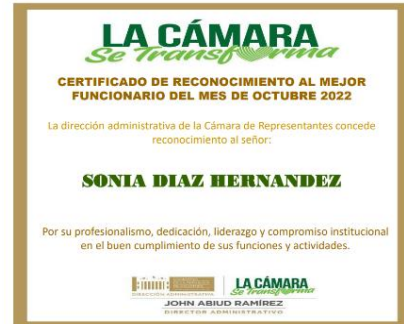 LA CÁMARA
Se Transforma
CERTIFICADO DE RECONOCIMIENTO AL MEJOR
FUNCIONARIO DEL MES DE OCTUBRE 2022
La dirección administrativa de la Cámara de Representantes concede
reconocimiento al señor:
SONIA DIAZ HERNANDEZ
Por su profesionalismo, dedicación, liderazgo y compromiso institucional
en el buen cumplimiento de sus funciones y actividades.
DIRECCIÓN ADMINISTRATIVA
LA CÁMARA
Se Transforma
JOHN ABIUD RAMÍREZ
DIRECTOR ADMINISTRATIVO